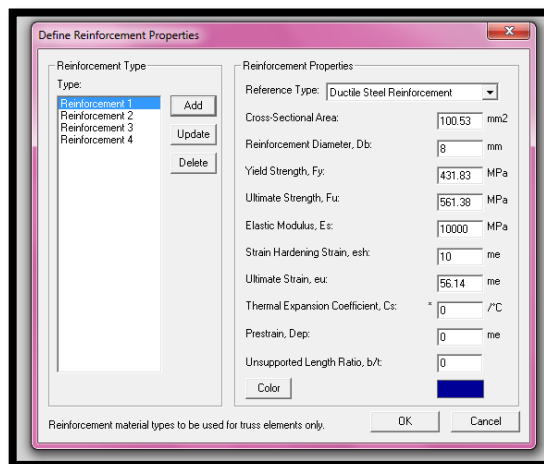 Define Reinforcement Properties
Reinforcement Type
Type:
Reinforcement 1
Reinforcement 2
Reinforcement 3
Reinforcement 4
Add
Update
Delete
Reinforcement Properties
Reference Type: Ductile Steel Reinforcement
Cross-Sectional Area: 100.53 mm2
Reinforcement Diameter, Db: 8 mm
Yield Strength, Fy: 431.83 MPa
Ultimate Strength, Fu: 561.38 MPa
Elastic Modulus, Es: 10000 MPa
Strain Hardening Strain, esh: 10 me
Ultimate Strain, eu: 56.14 me
Thermal Expansion Coefficient, Cs: * 0 /°C
Prestrain, Dep: 0 me
Unsupported Length Ratio, b/t: 0
Color
Reinforcement material types to be used for truss elements only.
OK Cancel